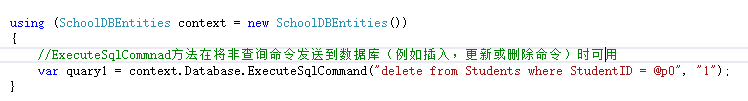 using (SchoolDBEntities context = new SchoolDBEntities())
{
//ExecuteSqlCommnad方法在将非查询命令发送到数据库（例如插入，更新或删除命令）时可用
var quary1 = context.Database.ExecuteSqlCommand("delete from Students where StudentID = @p0", "1");
}